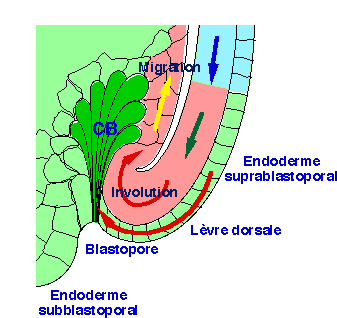 Migration
CB
Endoderme
suprablastoporal
Involution
Lèvre dorsale
Blastopore
Endoderme
subblastoporal